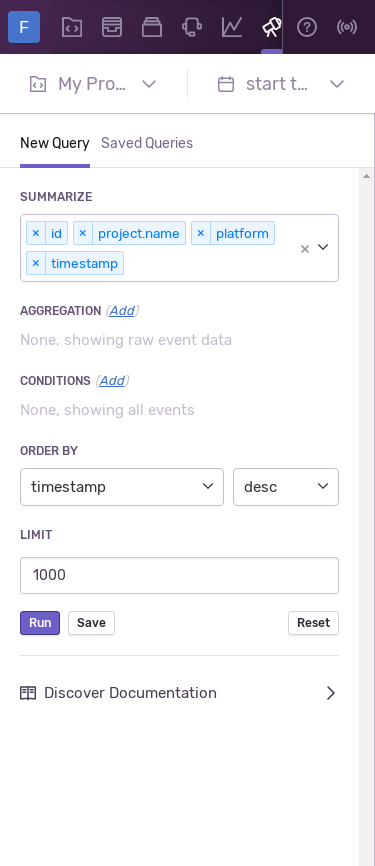 F
My Pro...
start t...
New Query Saved Queries
SUMMARIZE
× id × project.name × platform
× timestamp ×
AGGREGATION (Add)
None, showing raw event data
CONDITIONS (Add)
None, showing all events
ORDER BY
timestamp desc
LIMIT
1000
Run Save Reset
Discover Documentation